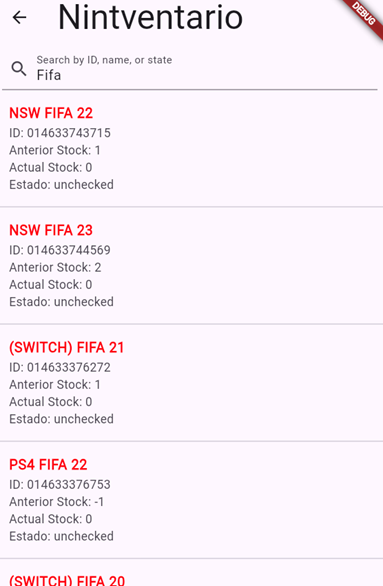 Nintventario
DEBUG
Search by ID, name, or state
Fifa
NSW FIFA 22
ID: 014633743715
Anterior Stock: 1
Actual Stock: 0
Estado: unchecked
NSW FIFA 23
ID: 014633744569
Anterior Stock: 2
Actual Stock: 0
Estado: unchecked
(SWITCH) FIFA 21
ID: 014633376272
Anterior Stock: 1
Actual Stock: 0
Estado: unchecked
PS4 FIFA 22
ID: 014633376753
Anterior Stock: -1
Actual Stock: 0
Estado: unchecked
(SWITCH) FIFA 20